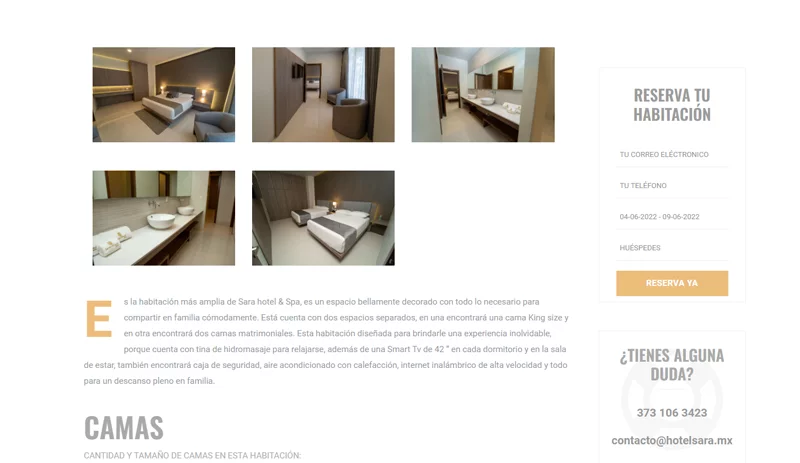 Es la habitación más amplia de Sara hotel & Spa, es un espacio bellamente decorado con todo lo necesario para
compartir en familia cómodamente. Está cuenta con dos espacios separados, en una encontrará una cama King size y
en otra encontrará dos camas matrimoniales. Esta habitación diseñada para brindarle una experiencia inolvidable,
porque cuenta con tina de hidromasaje para relajarse, además de una Smart Tv de 42 " en cada dormitorio y en la sala
de estar, también encontrará caja de seguridad, aire acondicionado con calefacción, internet inalámbrico de alta velocidad y todo
para un descanso pleno en familia.
CAMAS
CANTIDAD Y TAMAÑO DE CAMAS EN ESTA HABITACIÓN:
RESERVA TU
HABITACIÓN
TU CORREO ELÉCTRONICO
TU TELÉFONO
04-06-2022 - 09-06-2022
HUÉSPEDES
RESERVA YA
¿TIENES ALGUNA
DUDA?
373 106 3423
contacto@hotelsara.mx